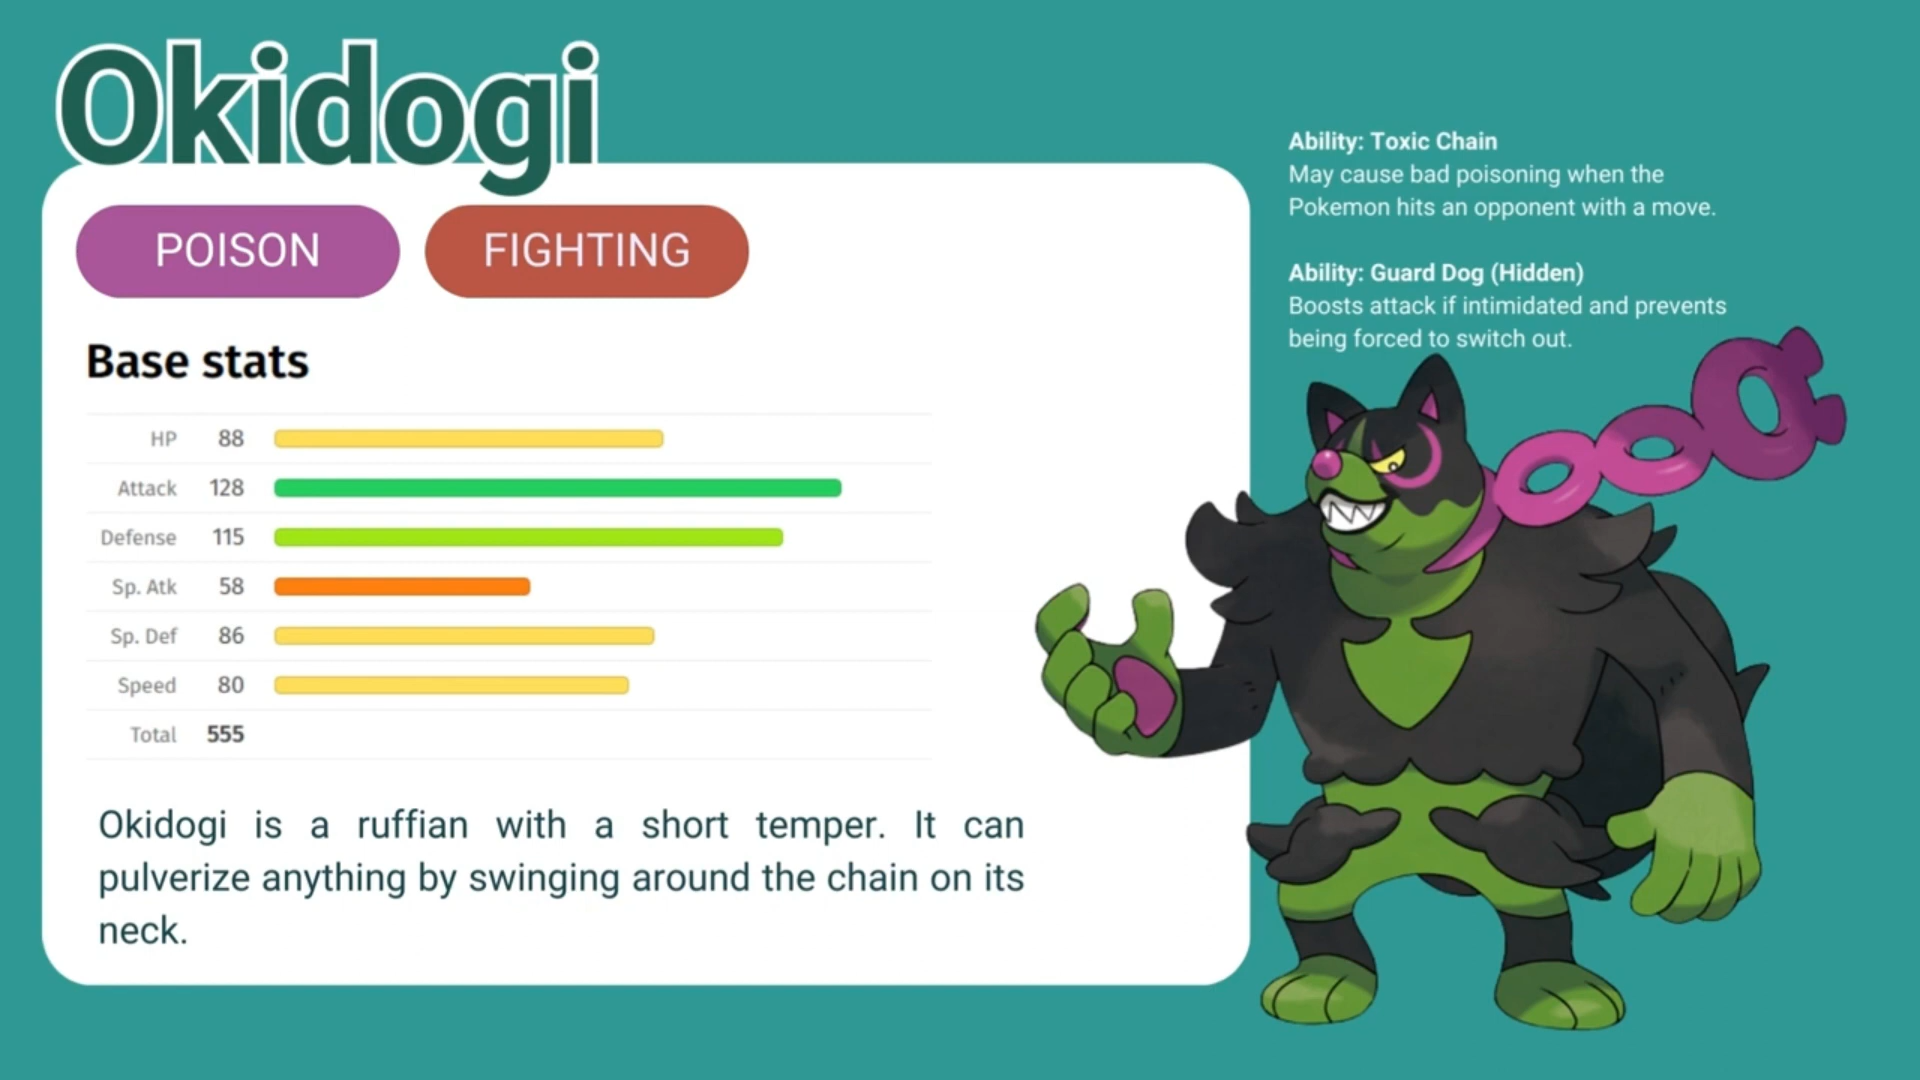 Okidogi
POISON FIGHTING
Base stats
HP 88
Attack 128
Defense 115
Sp. Atk 58
Sp. Def 86
Speed 80
Total 555
Okidogi is a ruffian with a short temper. It can
pulverize anything by swinging around the chain on its
neck.
Ability: Toxic Chain
May cause bad poisoning when the
Pokemon hits an opponent with a move.
Ability: Guard Dog (Hidden)
Boosts attack if intimidated and prevents
being forced to switch out.